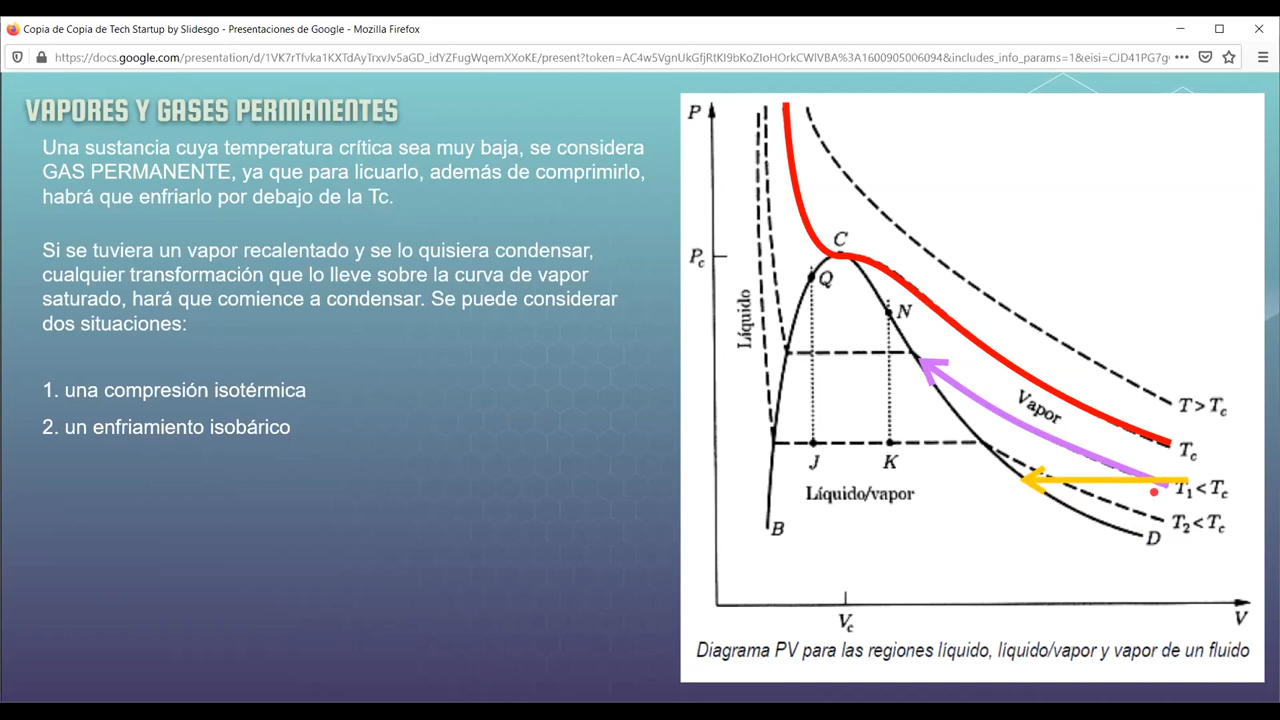 Copia de Copia de Tech Startup by Slidesgo - Presentaciones de Google - Mozilla Firefox
https://docs.google.com/presentation/d/1VK7rTfvka1KXTdAyTrxvJv5aGD_idYZFugWqemXXoKE/present?token=AC4w5VgnUkGfjRtKI9bKoZIoHOrkCWlVBA%3A1600905006094&includes_info_params=1&eisi=CJD41PG7g
VAPORES Y GASES PERMANENTES
Una sustancia cuya temperatura crítica sea muy baja, se considera
GAS PERMANENTE, ya que para licuarlo, además de comprimirlo,
habrá que enfriarlo por debajo de la Tc.
Si se tuviera un vapor recalentado y se lo quisiera condensar,
cualquier transformación que lo lleve sobre la curva de vapor
saturado, hará que comience a condensar. Se puede considerar
dos situaciones:
1. una compresión isotérmica
2. un enfriamiento isobárico
P
C
Pc
Q
N
Líquido
Vapor
T > Tc
Tc
J
K
Líquido/vapor
T1 < Tc
T2 < Tc
B
D
Vc
V
Diagrama PV para las regiones líquido, líquido/vapor y vapor de un fluido